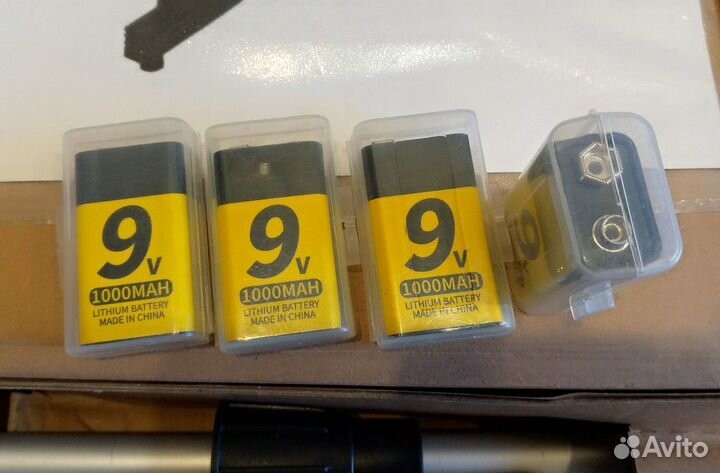 9V
1000MAH
LITHIUM BATTERY
MADE IN CHINA
9V
1000MAH
LITHIUM BATTERY
MADE IN CHINA
9V
1000MAH
LITHIUM BATTERY
MADE IN CHINA
9
Avito